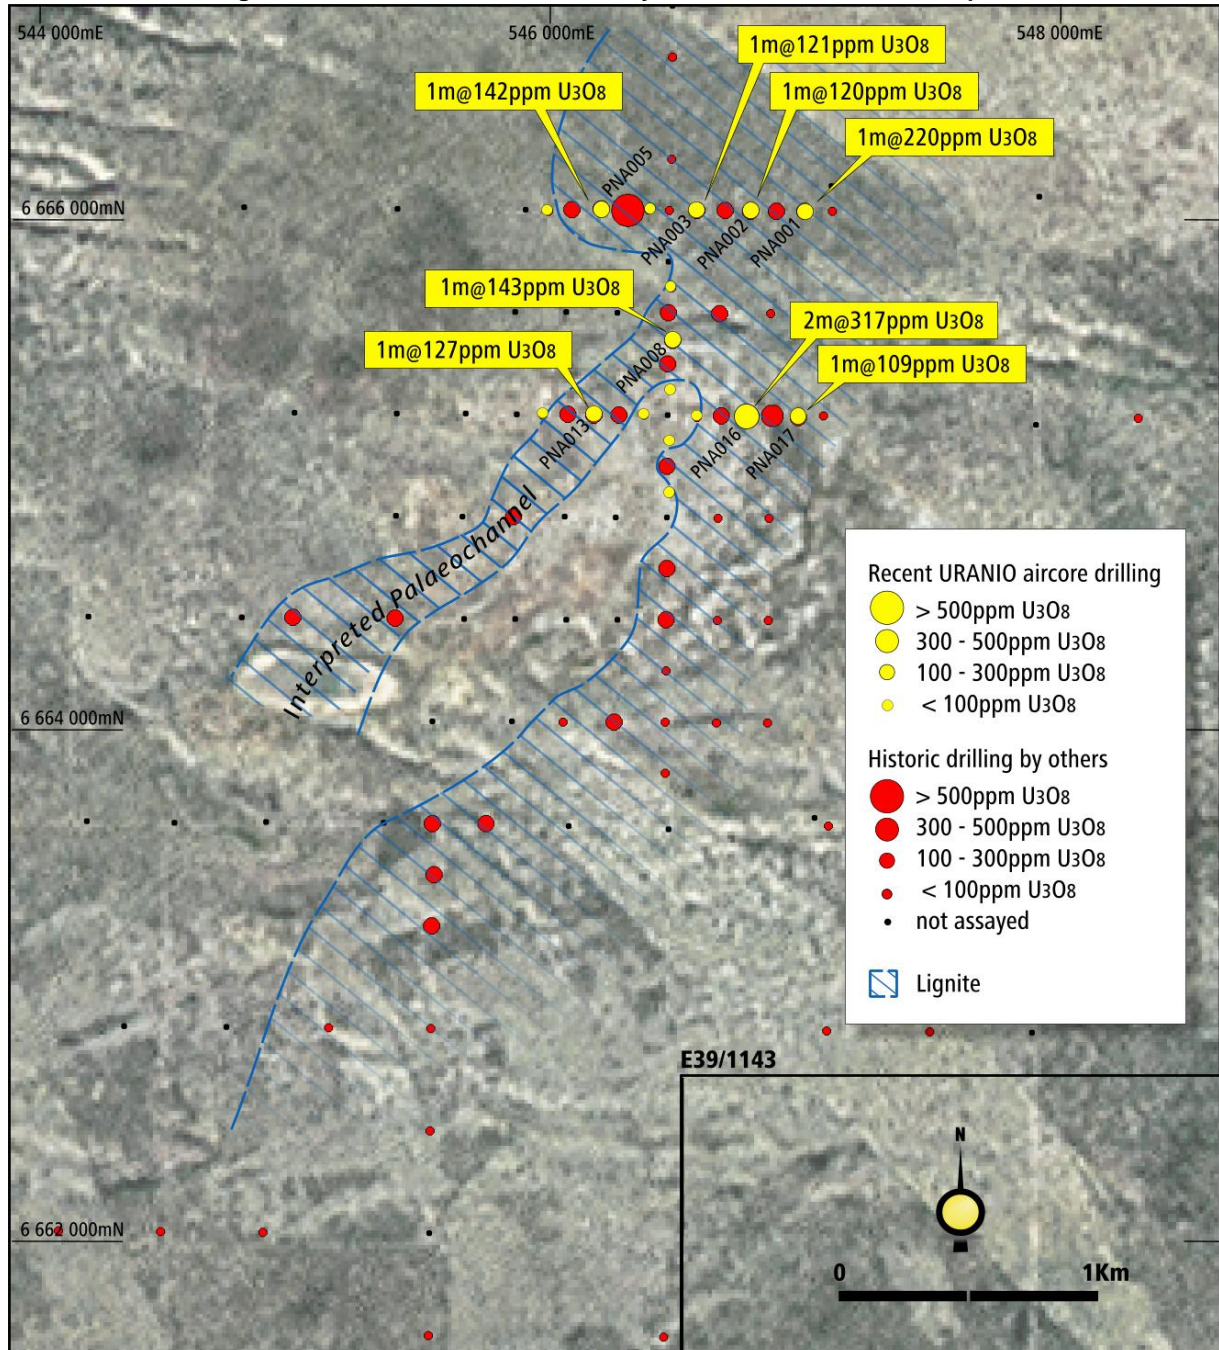 544 000mE
546 000mE
548 000mE
1m@121ppm U3O8
1m@142ppm U3O8
1m@120ppm U3O8
1m@220ppm U3O8
PNA005
6 666 000mN
PNA003
PNA002
PNA001
1m@143ppm U3O8
2m@317ppm U3O8
1m@127ppm U3O8
PNA008
1m@109ppm U3O8
PNA013
PNA016
PNA017
Interpreted Palaeochannel
6 664 000mN
Recent URANIO aircore drilling
> 500ppm U3O8
300 - 500ppm U3O8
100 - 300ppm U3O8
< 100ppm U3O8
Historic drilling by others
> 500ppm U3O8
300 - 500ppm U3O8
100 - 300ppm U3O8
< 100ppm U3O8
not assayed
Lignite
E39/1143
N
6 662 000mN
0 1Km